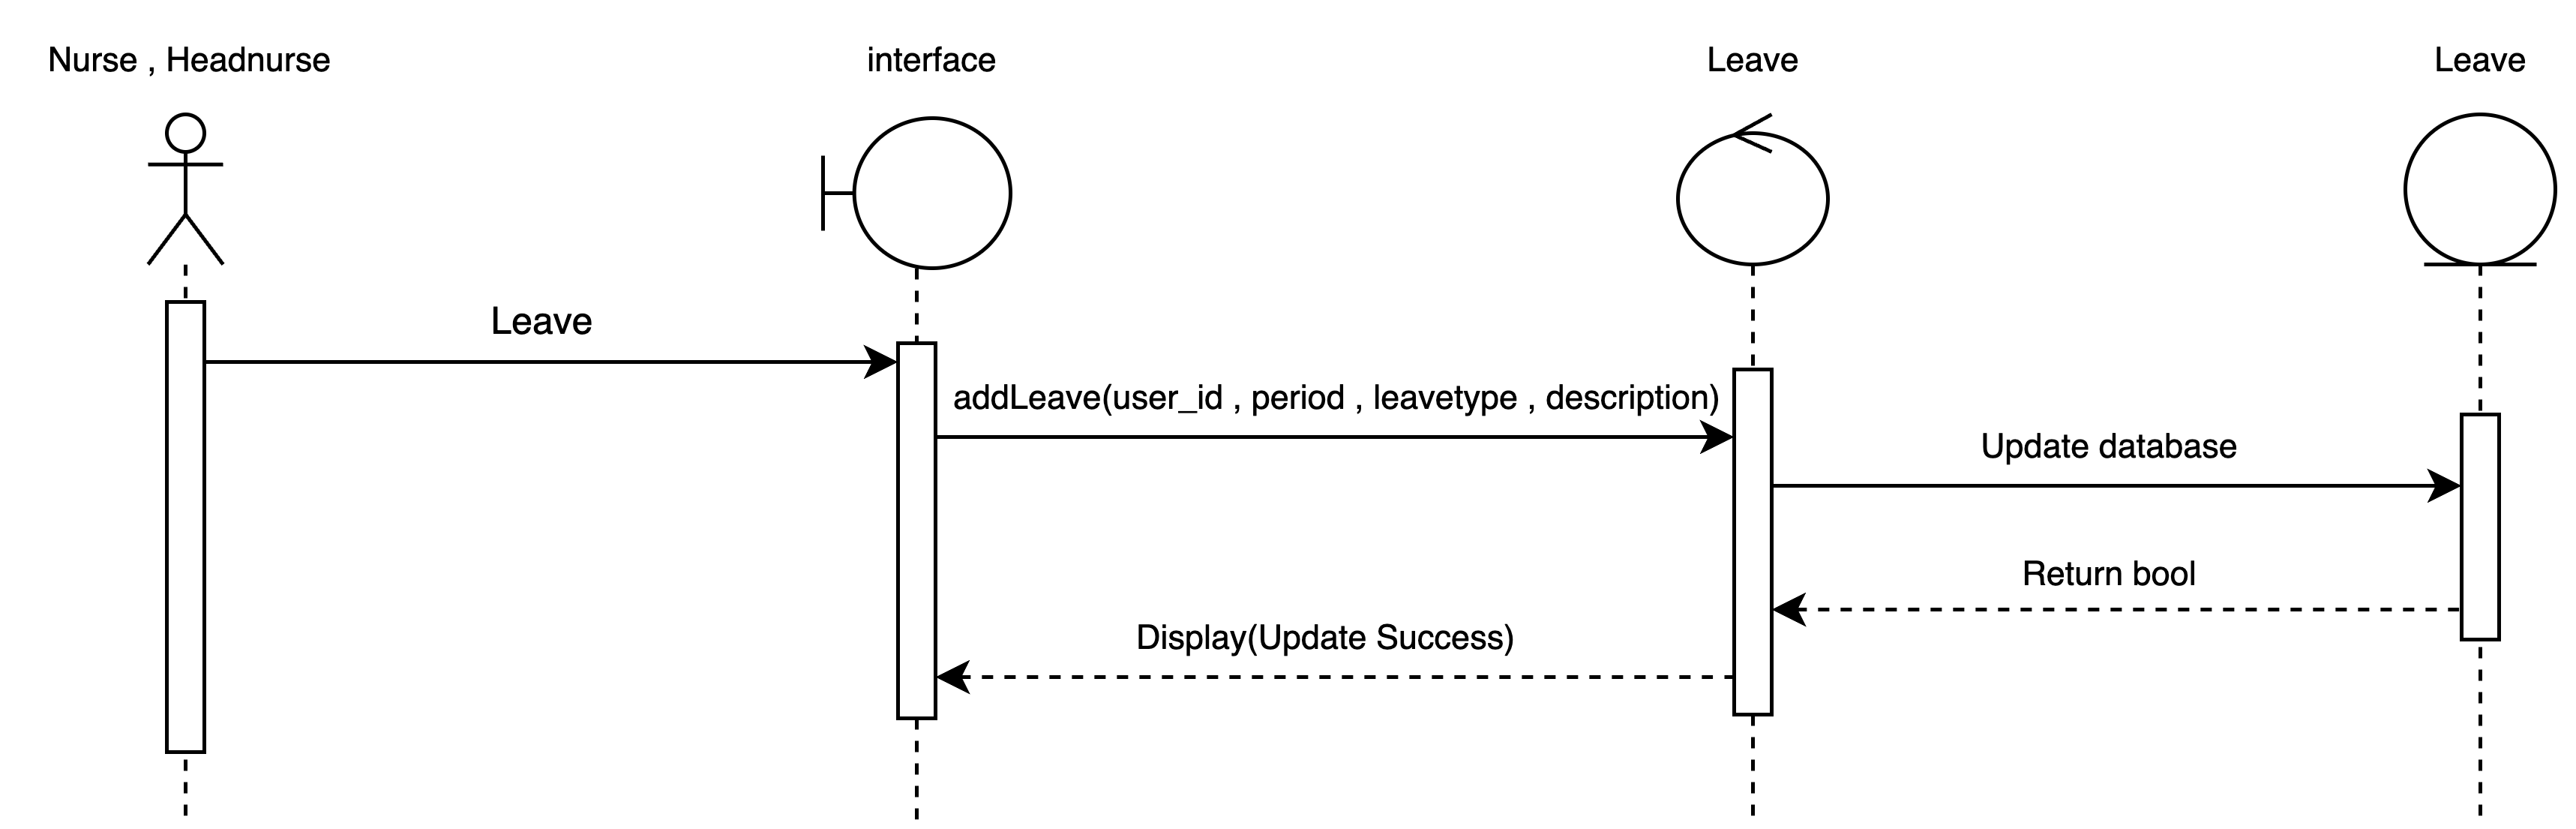 Nurse , Headnurse
interface
Leave
Leave
Leave
addLeave(user_id , period , leavetype , description)
Update database
Return bool
Display(Update Success)